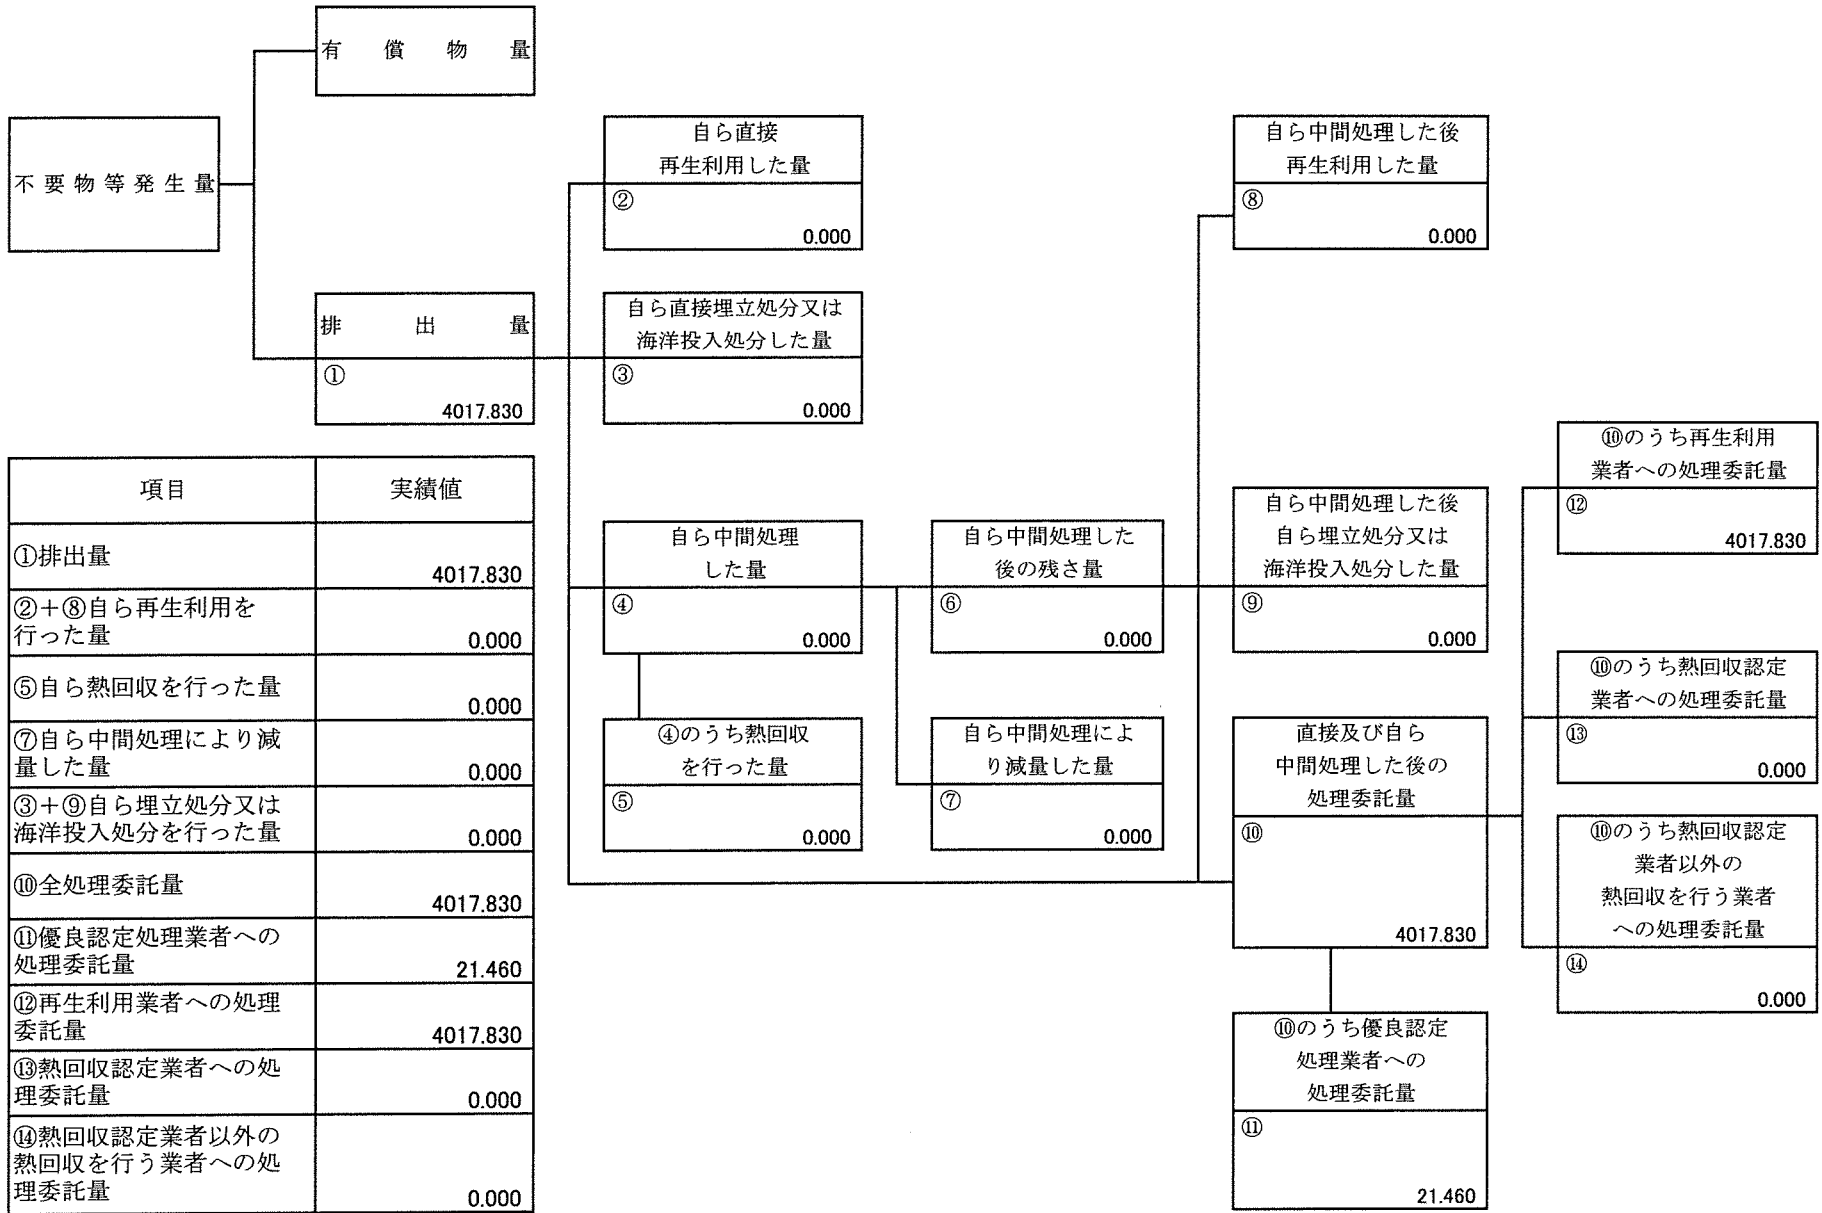 有償物量
不要物等発生量
排出量
①
4017.830
自ら直接
再生利用した量
②
0.000
自ら直接埋立処分又は
海洋投入処分した量
③
0.000
自ら中間処理
した量
④
0.000
④のうち熱回収
を行った量
⑤
0.000
自ら中間処理した
後の残さ量
⑥
0.000
自ら中間処理によ
り減量した量
⑦
0.000
自ら中間処理した後
再生利用した量
⑧
0.000
自ら中間処理した後
自ら埋立処分又は
海洋投入処分した量
⑨
0.000
直接及び自ら
中間処理した後の
処理委託量
⑩
4017.830
⑩のうち優良認定
処理業者への
処理委託量
⑪
21.460
⑩のうち再生利用
業者への処理委託量
⑫
4017.830
⑩のうち熱回収認定
業者への処理委託量
⑬
0.000
⑩のうち熱回収認定
業者以外の
熱回収を行う業者
への処理委託量
⑭
0.000
項目 実績値
①排出量
4017.830
②+⑧自ら再生利用を
行った量
0.000
⑤自ら熱回収を行った量
0.000
⑦自ら中間処理により減
量した量
0.000
③+⑨自ら埋立処分又は
海洋投入処分を行った量
0.000
⑩全処理委託量
4017.830
⑪優良認定処理業者への
処理委託量
21.460
⑫再生利用業者への処理
委託量
4017.830
⑬熱回収認定業者への処
理委託量
0.000
⑭熱回収認定業者以外の
熱回収を行う業者への処
理委託量
0.000